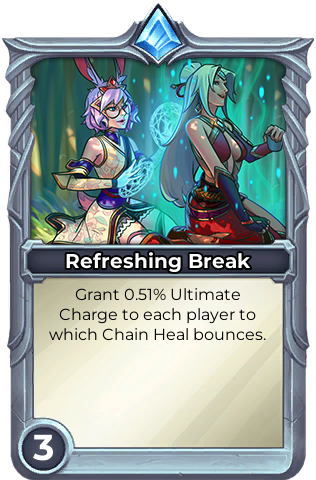 Refreshing Break
Grant 0.51% Ultimate
Charge to each player to
which Chain Heal bounces.
3